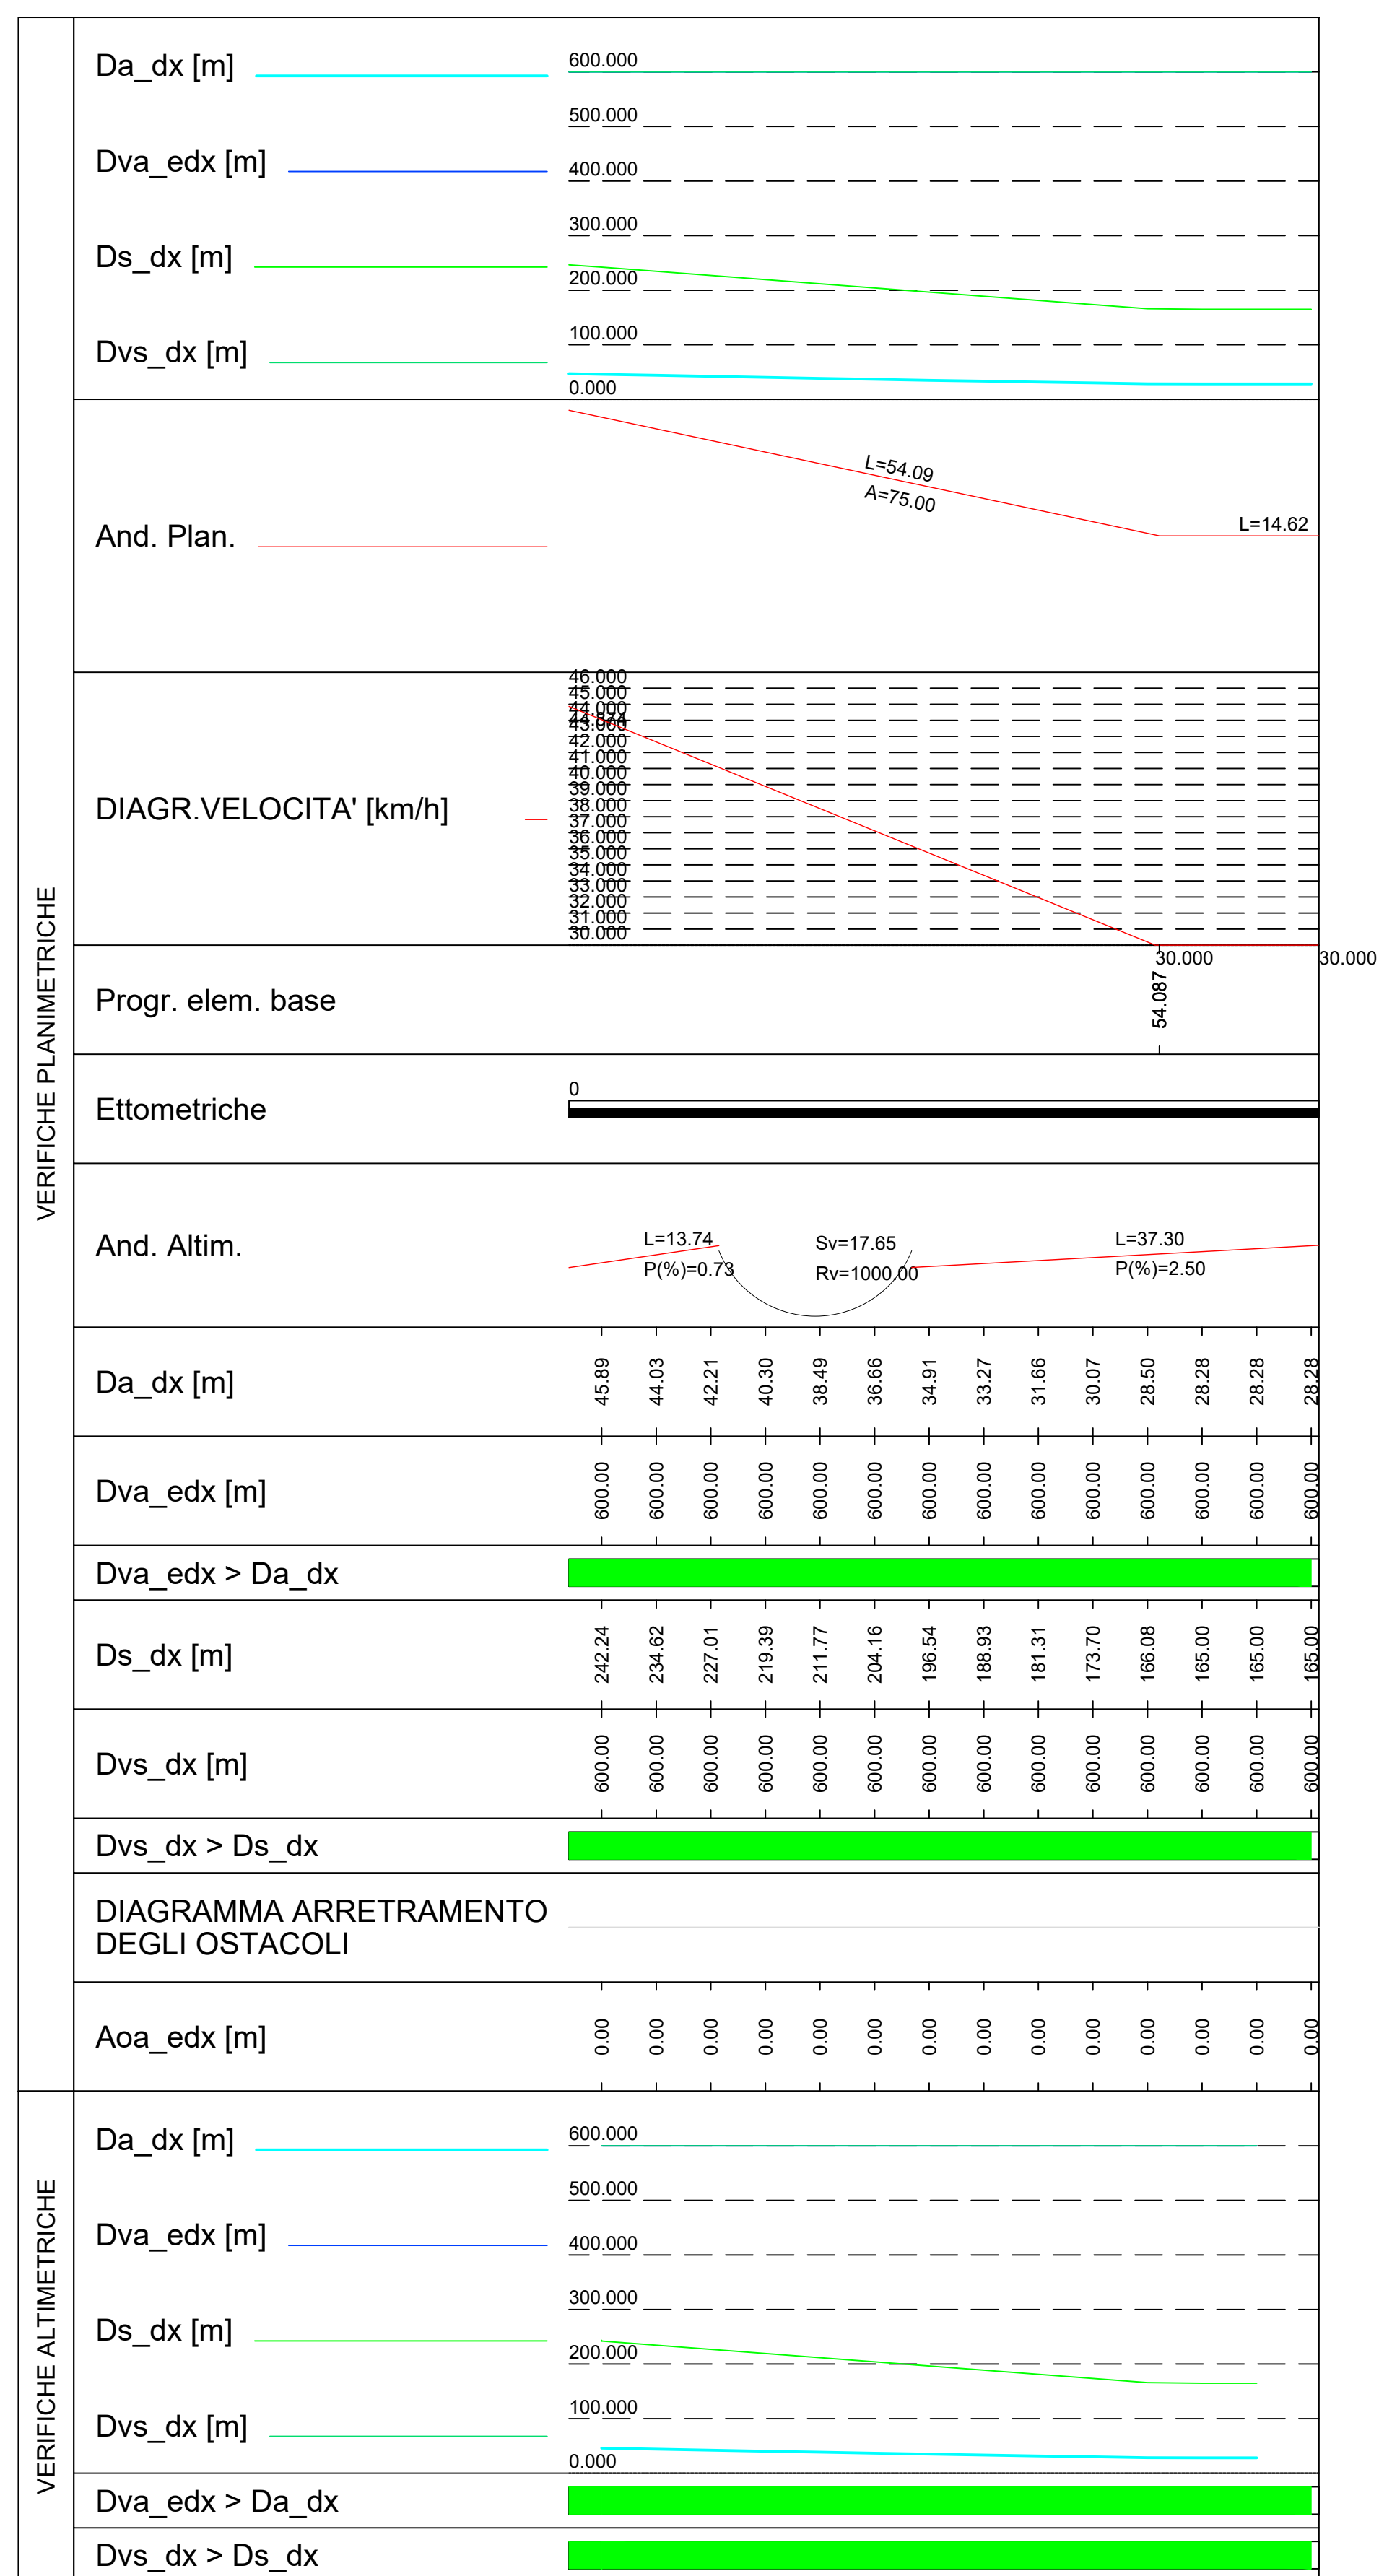 VERIFICHE PLANIMETRICHE
Da_dx [m]
Dva_edx [m]
Ds_dx [m]
Dvs_dx [m]
600.000
500.000
400.000
300.000
200.000
100.000
0.000
And. Plan.
L=54.09
A=75.00
L=14.62
DIAGR.VELOCITA' [km/h]
46.000
45.000
44.000
43.000
42.000
41.000
40.000
39.000
38.000
37.000
36.000
35.000
34.000
33.000
32.000
31.000
30.000
30.000
30.000
Progr. elem. base
54.087
Ettometriche
0
And. Altim.
L=13.74
P(%)=0.73
Sv=17.65
Rv=1000.00
L=37.30
P(%)=2.50
Da_dx [m]
45.89 44.03 42.21 40.30 38.49 36.66 34.91 33.27 31.66 30.07 28.50 28.28 28.28 28.28
Dva_edx [m]
600.00 600.00 600.00 600.00 600.00 600.00 600.00 600.00 600.00 600.00 600.00 600.00 600.00 600.00
Dva_edx > Da_dx
Ds_dx [m]
242.24 234.62 227.01 219.39 211.77 204.16 196.54 188.93 181.31 173.70 166.08 165.00 165.00 165.00
Dvs_dx [m]
600.00 600.00 600.00 600.00 600.00 600.00 600.00 600.00 600.00 600.00 600.00 600.00 600.00 600.00
Dvs_dx > Ds_dx
DIAGRAMMA ARRETRAMENTO
DEGLI OSTACOLI
Aoa_edx [m]
0.00 0.00 0.00 0.00 0.00 0.00 0.00 0.00 0.00 0.00 0.00 0.00 0.00 0.00
VERIFICHE ALTIMETRICHE
Da_dx [m]
Dva_edx [m]
Ds_dx [m]
Dvs_dx [m]
600.000
500.000
400.000
300.000
200.000
100.000
0.000
Dva_edx > Da_dx
Dvs_dx > Ds_dx